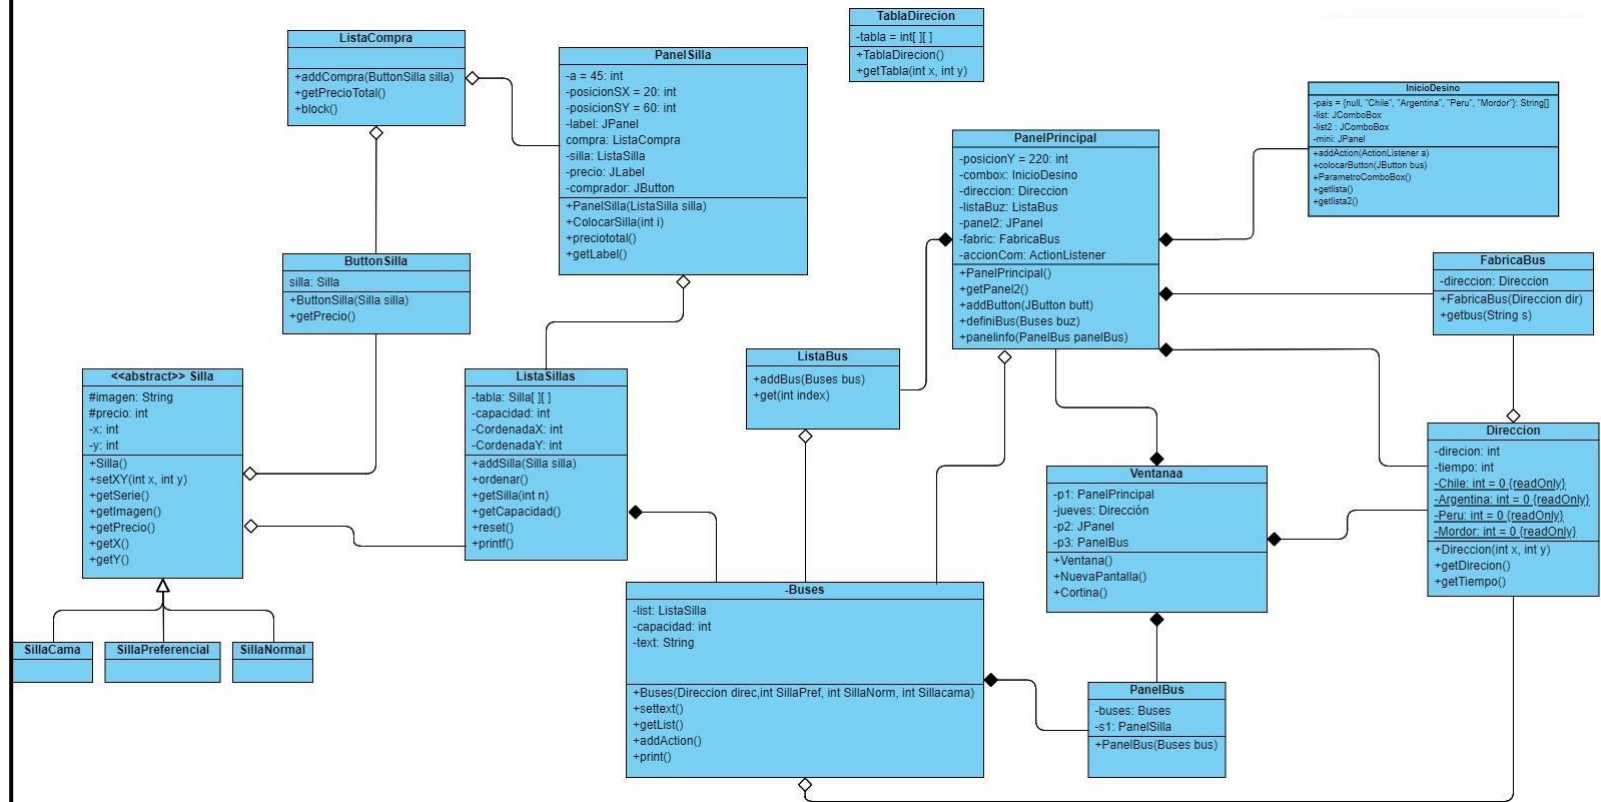 ListaCompra
+addCompra(ButtonSilla silla)
+getPrecioTotal()
+block()
PanelSilla
-a = 45: int
-posicionSX = 20: int
-posicionSY = 60: int
-label: JPanel
compra: ListaCompra
-silla: ListaSilla
-precio: JLabel
-comprador: JButton
+PanelSilla(ListaSilla silla)
+ColocarSilla(int i)
+preciototal()
+getLabel()
TablaDirecion
-tabla = int[ ][ ]
+TablaDirecion()
+getTabla(int x, int y)
PanelPrincipal
-posicionY = 220: int
-combox: InicioDesino
-direccion: Direccion
-listaBuz: ListaBus
-panel2: JPanel
-fabric: FabricaBus
-accionCom: ActionListener
+PanelPrincipal()
+getPanel2()
+addButton(JButton butt)
+definiBus(Buses buz)
+panelinfo(PanelBus panelBus)
InicioDesino
-pais = {null, "Chile", "Argentina", "Peru", "Mordor"}: String[]
-list: JComboBox
-list2 : JComboBox
-mini: JPanel
+addAction(ActionListener a)
+colocarButton(JButton bus)
+ParametroComboBox()
+getlista()
+getlista2()
FabricaBus
-direccion: Direccion
+FabricaBus(Direccion dir)
+getbus(String s)
ButtonSilla
silla: Silla
+ButtonSilla(Silla silla)
+getPrecio()
<<abstract>> Silla
#imagen: String
#precio: int
-x: int
-y: int
+Silla()
+setXY(int x, int y)
+getSerie()
+getImagen()
+getPrecio()
+getX()
+getY()
ListaSillas
-tabla: Silla[ ][ ]
-capacidad: int
-CordenadaX: int
-CordenadaY: int
+addSilla(Silla silla)
+ordenar()
+getSilla(int n)
+getCapacidad()
+reset()
+printf()
ListaBus
+addBus(Buses bus)
+get(int index)
Ventanaa
-p1: PanelPrincipal
-jueves: Dirección
-p2: JPanel
-p3: PanelBus
+Ventana()
+NuevaPantalla()
+Cortina()
Direccion
-direcion: int
-tiempo: int
-Chile: int = 0 {readOnly}
-Argentina: int = 0 {readOnly}
-Peru: int = 0 {readOnly}
-Mordor: int = 0 {readOnly}
+Direccion(int x, int y)
+getDirecion()
+getTiempo()
SillaCama
SillaPreferencial
SillaNormal
-Buses
-list: ListaSilla
-capacidad: int
-text: String
+Buses(Direccion direc,int SillaPref, int SillaNorm, int Sillacama)
+settext()
+getList()
+addAction()
+print()
PanelBus
-buses: Buses
-s1: PanelSilla
+PanelBus(Buses bus)